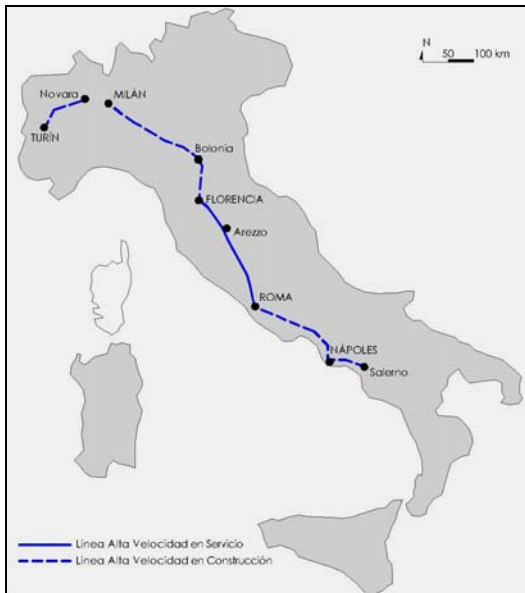 N
50 100 km
Novara
MILÁN
TURÍN
Bolonia
FLORENCIA
Arezzo
ROMA
NÁPOLES
Salerno
Línea Alta Velocidad en Servicio
Línea Alta Velocidad en Construcción